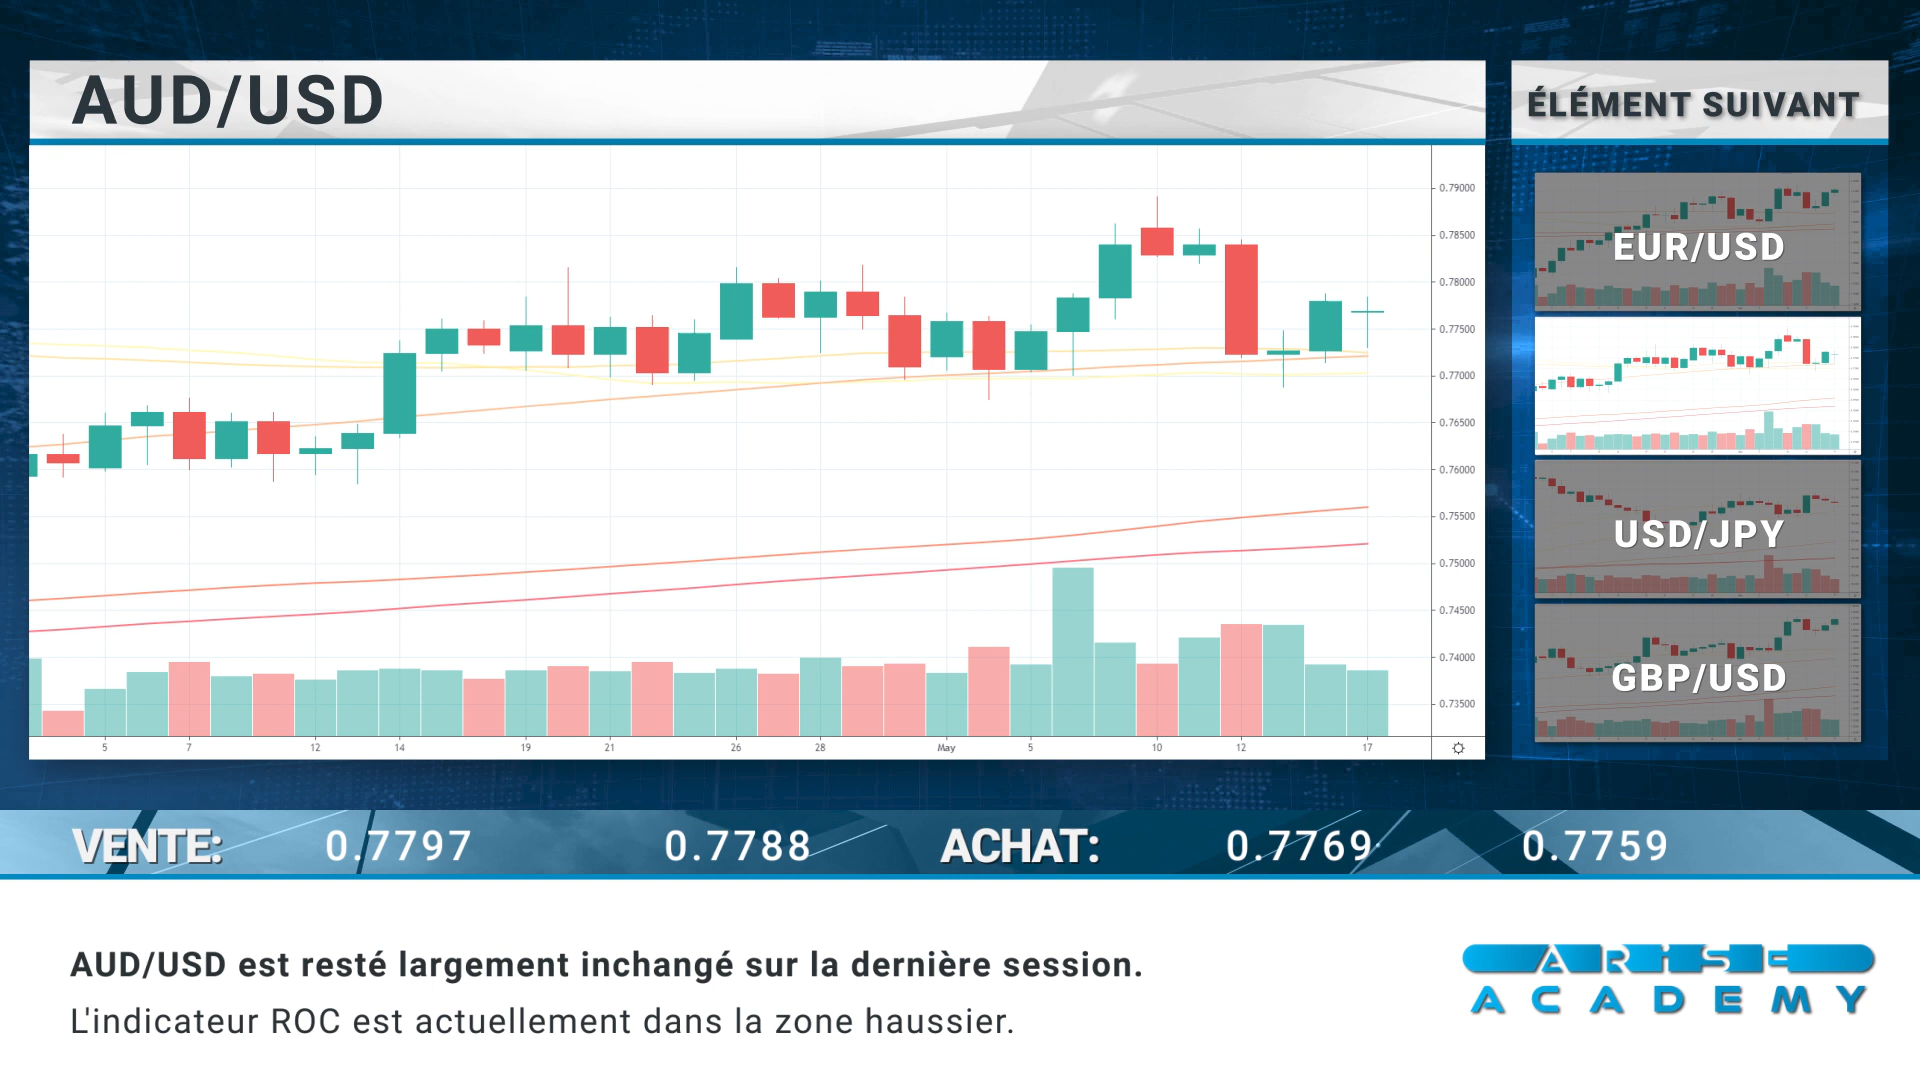 AUD/USD
ÉLÉMENT SUIVANT
0.79000
0.78500
0.78000
0.77500
0.77000
0.76500
0.76000
0.75500
0.75000
0.74500
0.74000
0.73500
5 7 12 14 19 21 26 28 May 5 10 12 17
EUR/USD
USD/JPY
GBP/USD
VENTE: 0.7797 0.7788 ACHAT: 0.7769 0.7759
AUD/USD est resté largement inchangé sur la dernière session.
L'indicateur ROC est actuellement dans la zone haussier.
ARISE
ACADEMY